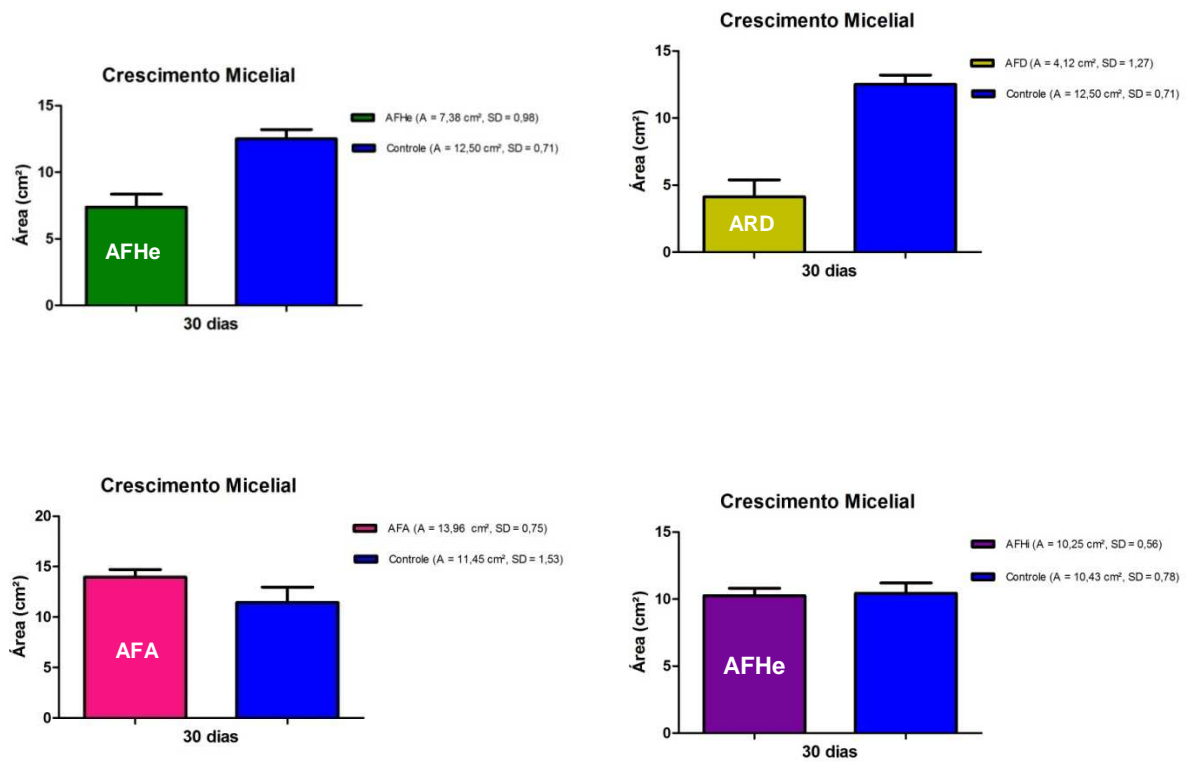 Crescimento Micelial
Área (cm²)
15
10
5
0
AFHe
30 dias
AFHe (A = 7,38 cm², SD = 0,98)
Controle (A = 12,50 cm², SD = 0,71)
Crescimento Micelial
Área (cm²)
15
10
5
0
ARD
30 dias
AFD (A = 4,12 cm², SD = 1,27)
Controle (A = 12,50 cm², SD = 0,71)
Crescimento Micelial
Área (cm²)
20
15
10
5
0
AFA
30 dias
AFA (A = 13,96 cm², SD = 0,75)
Controle (A = 11,45 cm², SD = 1,53)
Crescimento Micelial
Área (cm²)
15
10
5
0
AFHe
30 dias
AFHi (A = 10,25 cm², SD = 0,56)
Controle (A = 10,43 cm², SD = 0,78)